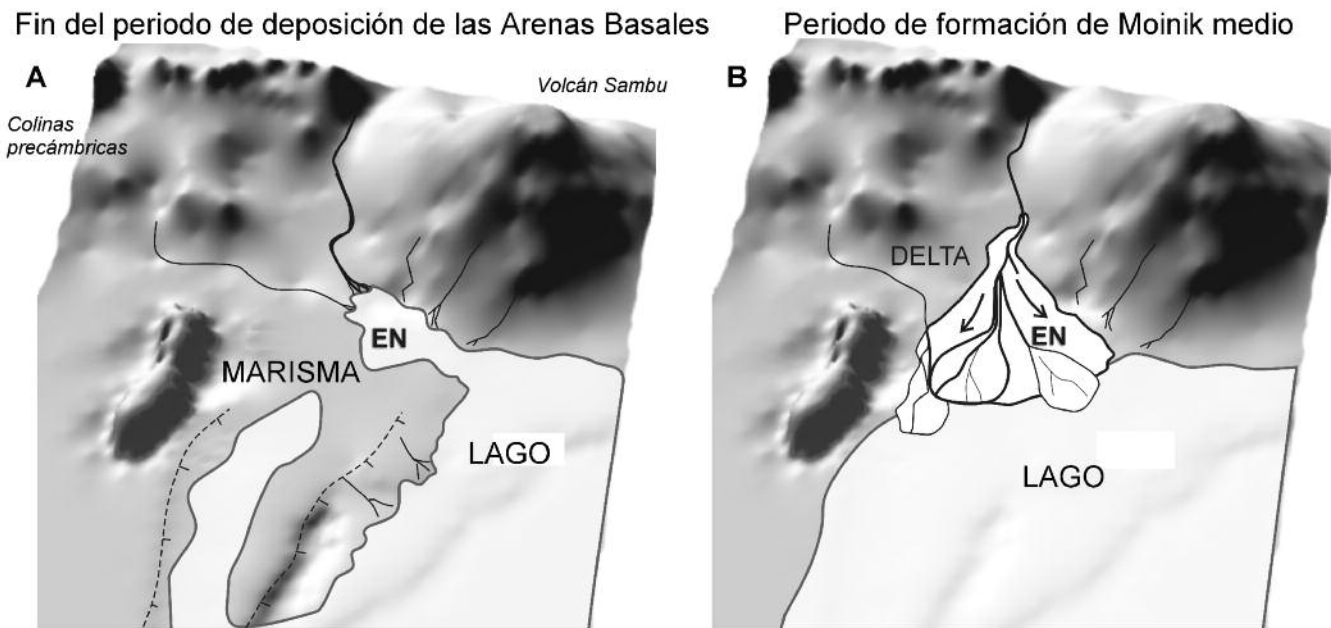 Fin del periodo de deposición de las Arenas Basales
Periodo de formación de Moinik medio
A
Volcán Sambu
Colinas
precámbricas
EN
MARISMA
LAGO
B
DELTA
EN
LAGO